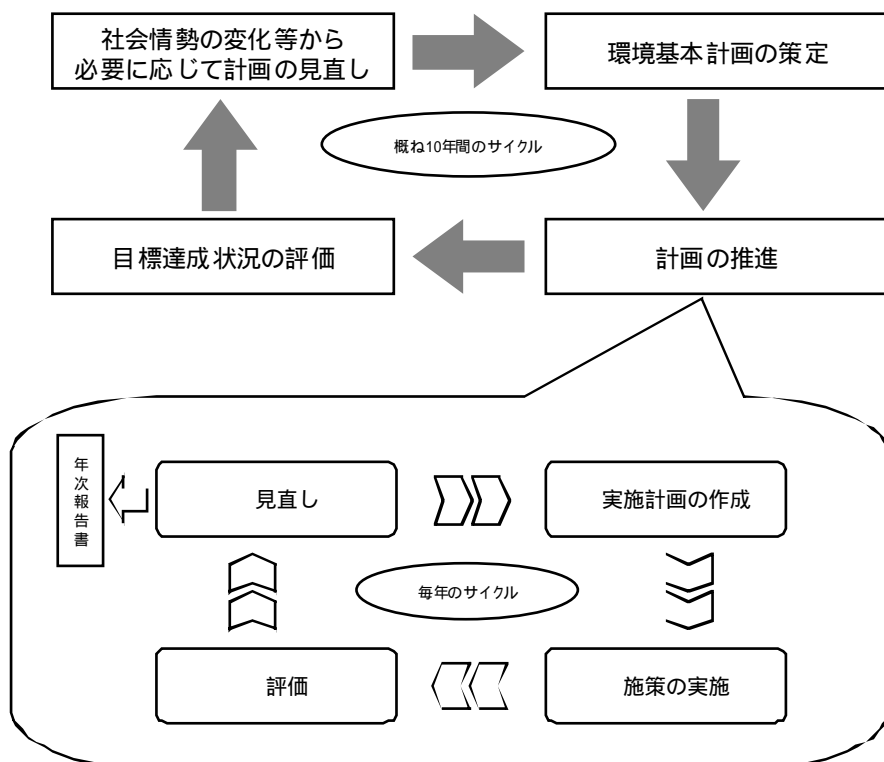 社会情勢の変化等から
必要に応じて計画の見直し
環境基本計画の策定
概ね10年間のサイクル
目標達成状況の評価
計画の推進
年次報告書
見直し
実施計画の作成
毎年のサイクル
評価
施策の実施